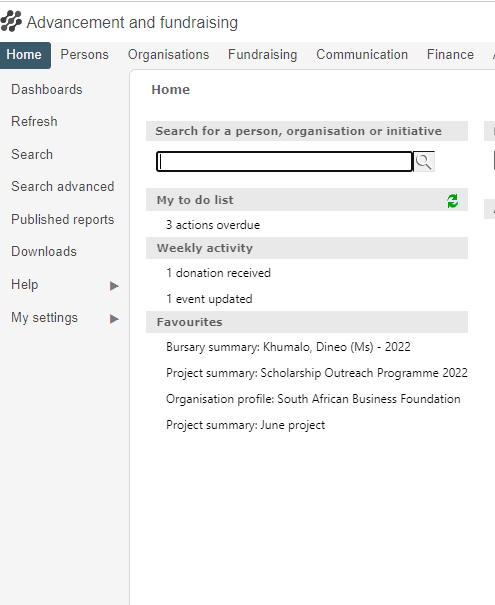 Advancement and fundraising
Home Persons Organisations Fundraising Communication Finance
Dashboards
Refresh
Search
Search advanced
Published reports
Downloads
Help
My settings
Home
Search for a person, organisation or initiative
My to do list
3 actions overdue
Weekly activity
1 donation received
1 event updated
Favourites
Bursary summary: Khumalo, Dineo (Ms) - 2022
Project summary: Scholarship Outreach Programme 2022
Organisation profile: South African Business Foundation
Project summary: June project